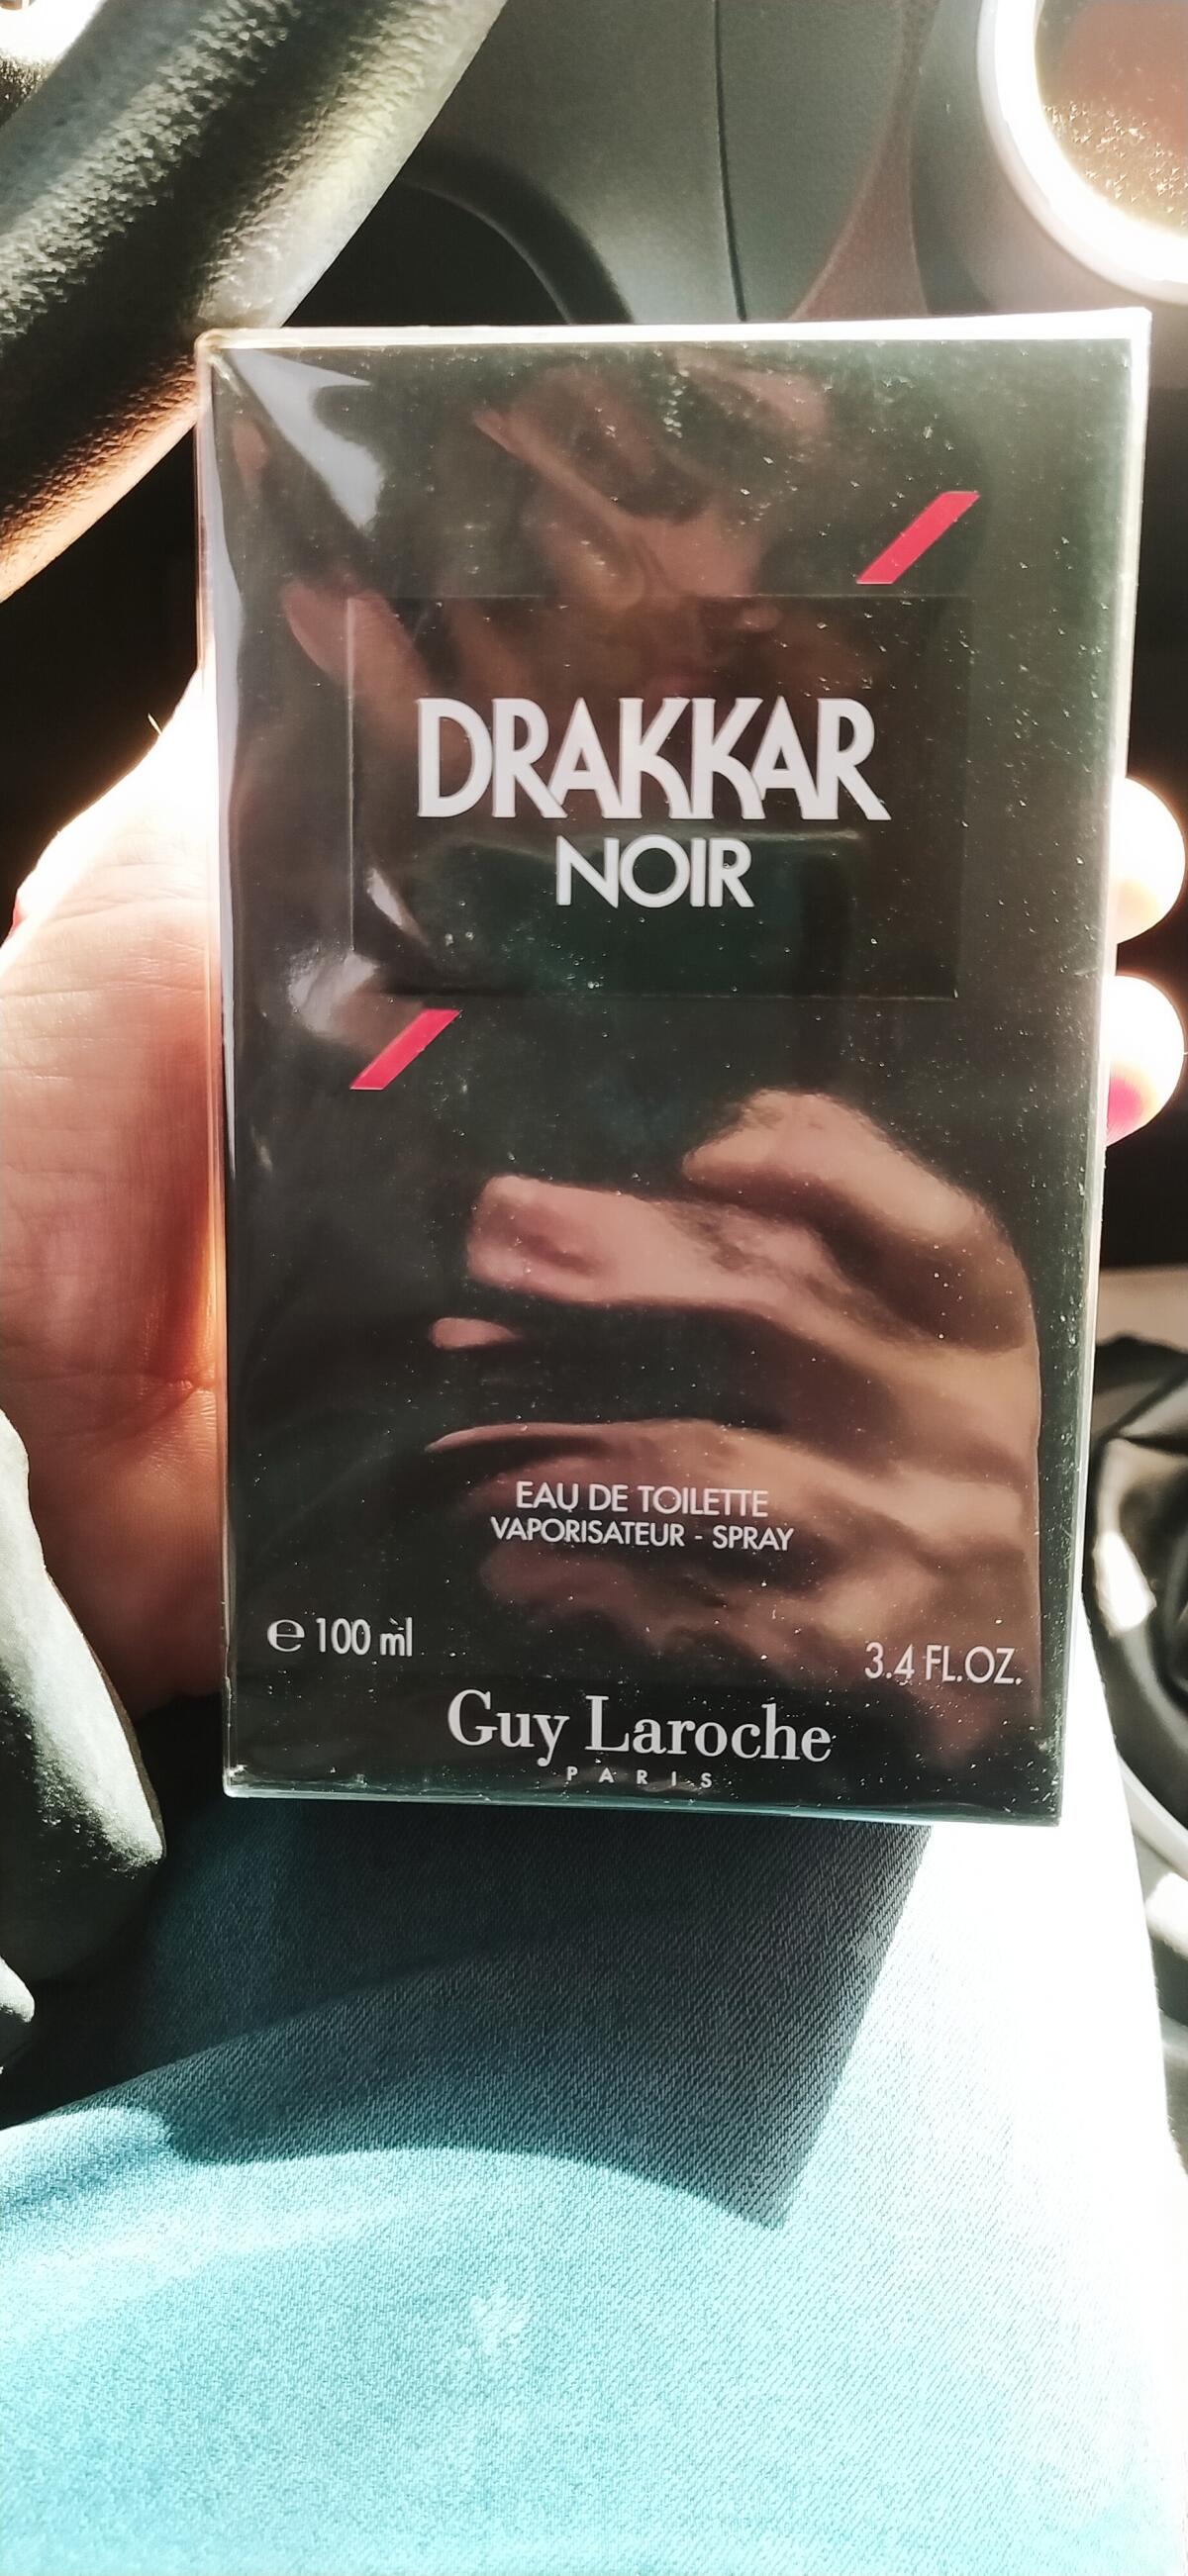 DRAKKAR
NOIR
EAU DE TOILETTE
VAPORISATEUR - SPRAY
℮ 100 ml
3.4 FL.OZ.
Guy Laroche
PARIS